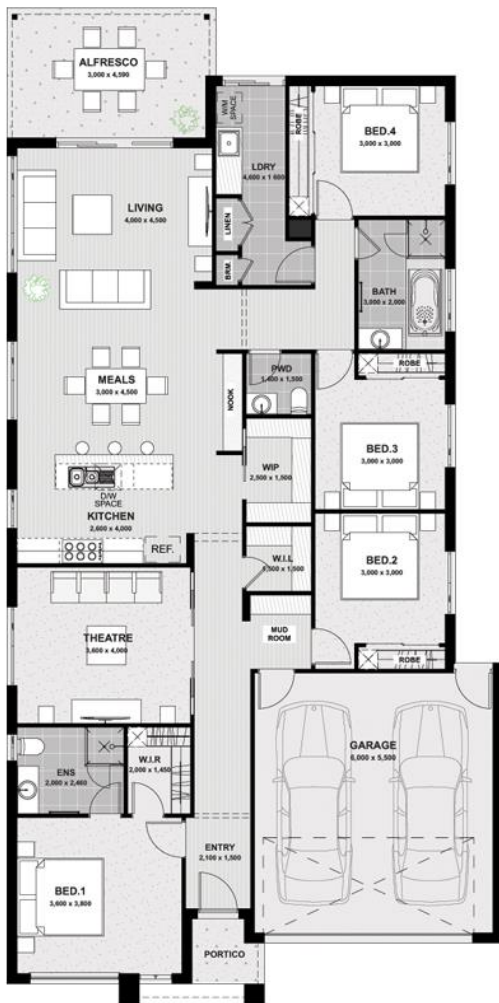 ALFRESCO
3,000 x 4,590
W/M
SPACE
LDRY
4,600 x 1 600
ROBE
BED.4
3,000 x 3,000
LIVING
4,000 x 4,500
LINEN
BRM.
BATH
3,000 x 2,000
MEALS
3,000 x 4,500
NOOK
PWD
1,400 x 1,500
ROBE
BED.3
3,000 x 3,000
WIP
2,500 x 1,500
D/W
SPACE
KITCHEN
2,600 x 4,000
REF.
W.I.L
1,500 x 1,500
BED.2
3,000 x 3,000
THEATRE
3,600 x 4,000
MUD
ROOM
ROBE
ENS
2,000 x 2,460
W.I.R
2,000 x 1,450
GARAGE
6,000 x 5,500
ENTRY
2,100 x 1,500
BED.1
3,600 x 3,800
PORTICO